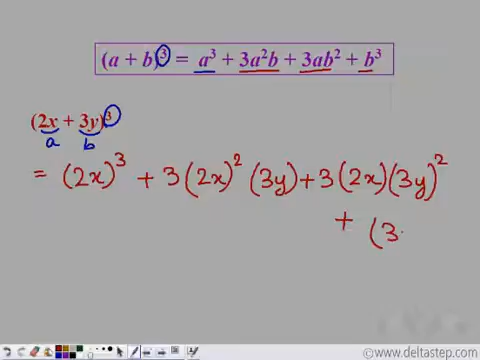 (a + b)³ = a³ + 3a²b + 3ab² + b³
(2x + 3y)³
a b
= (2x)³ + 3(2x)²(3y) + 3(2x)(3y)²
+ (3
©www.deltastep.com